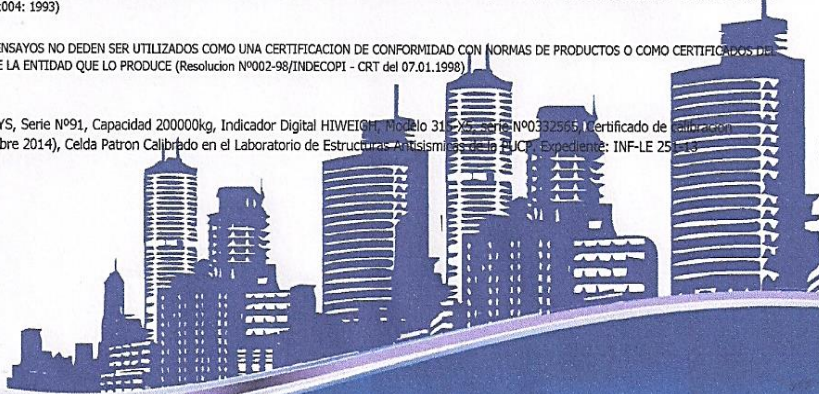 004: 1993)
ENSAYOS NO DEDEN SER UTILIZADOS COMO UNA CERTIFICACION DE CONFORMIDAD CON NORMAS DE PRODUCTOS O COMO CERTIFICADOS DEL
E LA ENTIDAD QUE LO PRODUCE (Resolucion Nº002-98/INDECOPI - CRT del 07.01.1998)
YS, Serie Nº91, Capacidad 200000kg, Indicador Digital HIWEIGH, Modelo 315-X5, serie Nº0332566, Certificado de calibracion
bre 2014), Celda Patron Calibrado en el Laboratorio de Estructuras Antisismicas de la PUCP, Expediente: INF-LE 251-13